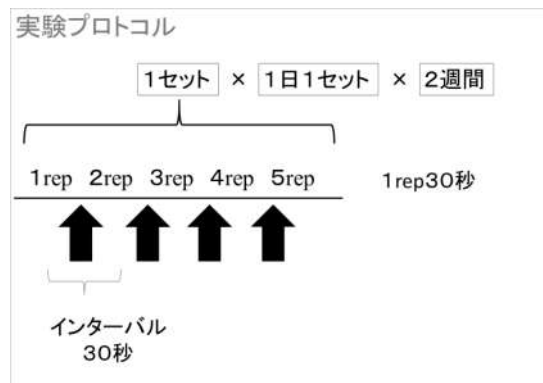 実験プロトコル
1セット × 1日1セット × 2週間
1rep 2rep 3rep 4rep 5rep 1rep30秒
インターバル
30秒